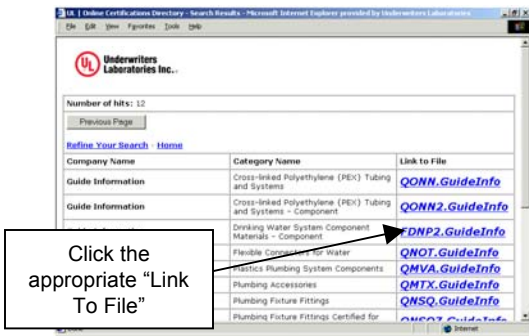 UL | Online Certifications Directory - Search Results - Microsoft Internet Explorer provided by Underwriters Laboratories
File Edit View Favorites Tools Help
UL
Underwriters
Laboratories Inc.
Number of hits: 12
Previous Page
Refine Your Search - Home
Company Name Category Name Link to File
Guide Information Cross-linked Polyethylene (PEX) Tubing
and Systems QONN.GuideInfo
Guide Information Cross-linked Polyethylene (PEX) Tubing
and Systems - Component QONN2.GuideInfo
Drinking Water System Component
Materials - Component FDNP2.GuideInfo
Flexible Connectors for Water QNOT.GuideInfo
Plastics Plumbing System Components QMVA.GuideInfo
Plumbing Accessories QMTX.GuideInfo
Plumbing Fixture Fittings QNSQ.GuideInfo
Plumbing Fixture Fittings Certified for
Click the
appropriate “Link
To File”
Internet